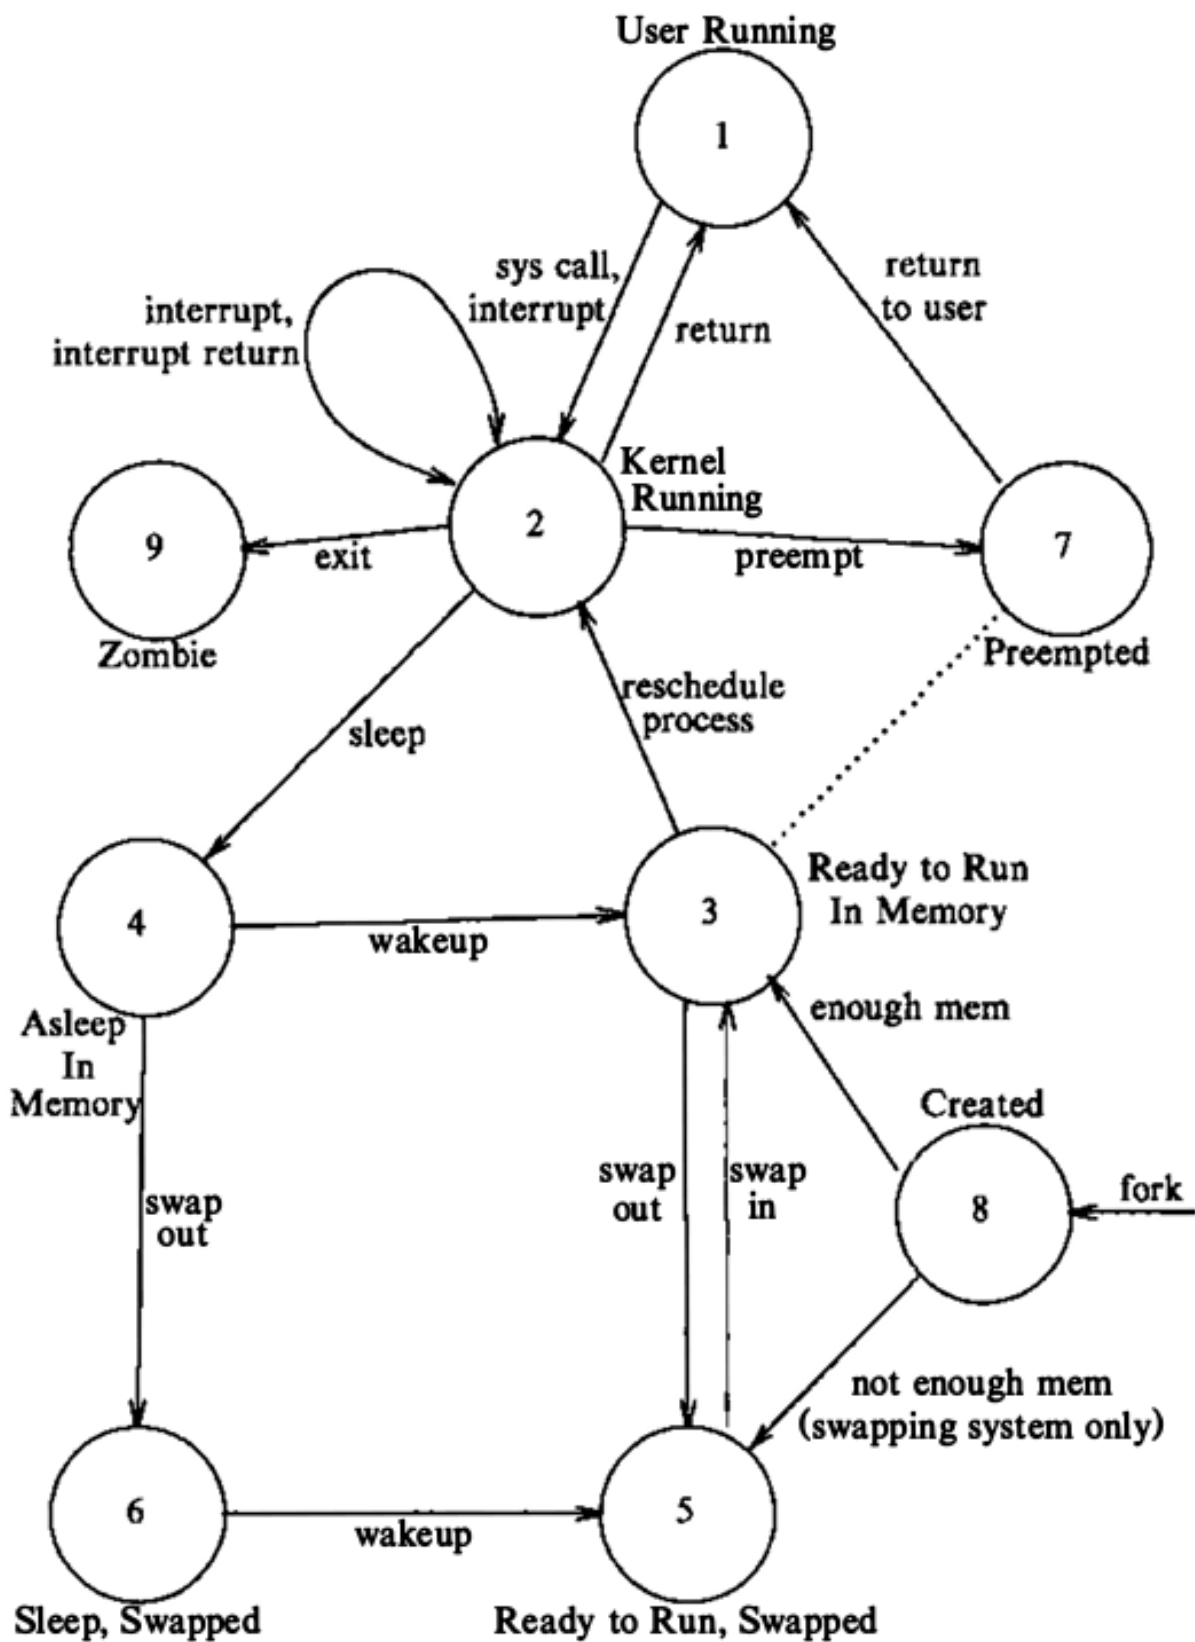 User Running
1
sys call,
interrupt
return
return
to user
interrupt,
interrupt return
Kernel
Running
2
9
exit
Zombie
preempt
7
Preempted
sleep
reschedule
process
4
wakeup
3
Ready to Run
In Memory
Asleep
In
Memory
enough mem
Created
8
fork
swap
out
swap
out
swap
in
not enough mem
(swapping system only)
6
wakeup
5
Sleep, Swapped
Ready to Run, Swapped